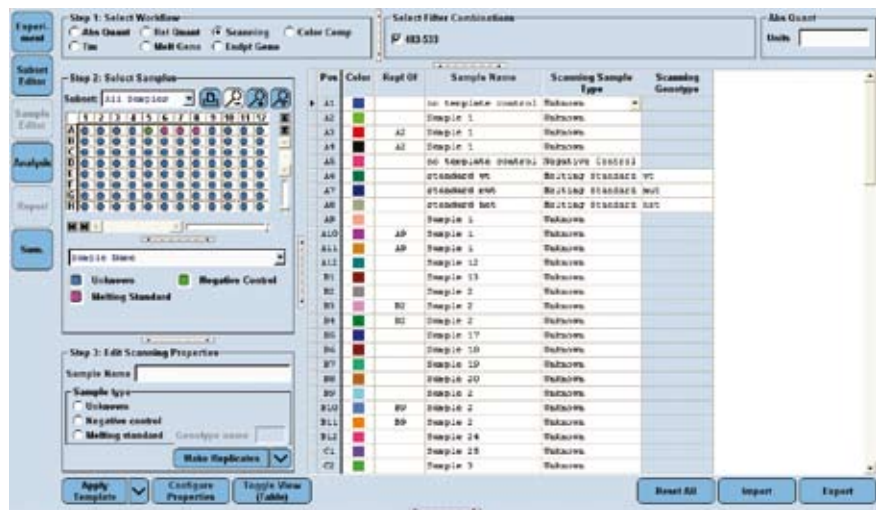 Experi-
ment
Subset
Editor
Sample
Editor
Analysis
Report
Sum.
Step 1: Select Workflow
Abs Quant Rel Quant Scanning Color Comp
Tm Melt Geno Endpt Geno
Select Filter Combinations
483-533
Abs Quant
Units
Step 2: Select Samples
Subset: All Samples
1 2 3 4 5 6 7 8 9 10 11 12
A
B
C
D
E
F
G
H
Sample Name
Unknown Negative Control
Melting Standard
Step 3: Edit Scanning Properties
Sample Name
Sample type
Unknown
Negative control
Melting standard Genotype name
Make Replicates
Apply
Template
Configure
Properties
Toggle View
(Table)
Pos Color Repl Of Sample Name Scanning Sample Type Scanning Genotype
A1 no template control Unknown
A2 Sample 1 Unknown
A3 A2 Sample 1 Unknown
A4 A2 Sample 1 Unknown
A5 no template control Negative Control
A6 standard wt Melting Standard wt
A7 standard mut Melting Standard mut
A8 standard het Melting Standard het
A9 Sample 1 Unknown
A10 A9 Sample 1 Unknown
A11 A9 Sample 1 Unknown
A12 Sample 12 Unknown
B1 Sample 13 Unknown
B2 Sample 2 Unknown
B3 B2 Sample 2 Unknown
B4 B2 Sample 2 Unknown
B5 Sample 17 Unknown
B6 Sample 18 Unknown
B7 Sample 19 Unknown
B8 Sample 20 Unknown
B9 Sample 2 Unknown
B10 B9 Sample 2 Unknown
B11 B9 Sample 2 Unknown
B12 Sample 24 Unknown
C1 Sample 25 Unknown
C2 Sample 3 Unknown
Reset All Import Export